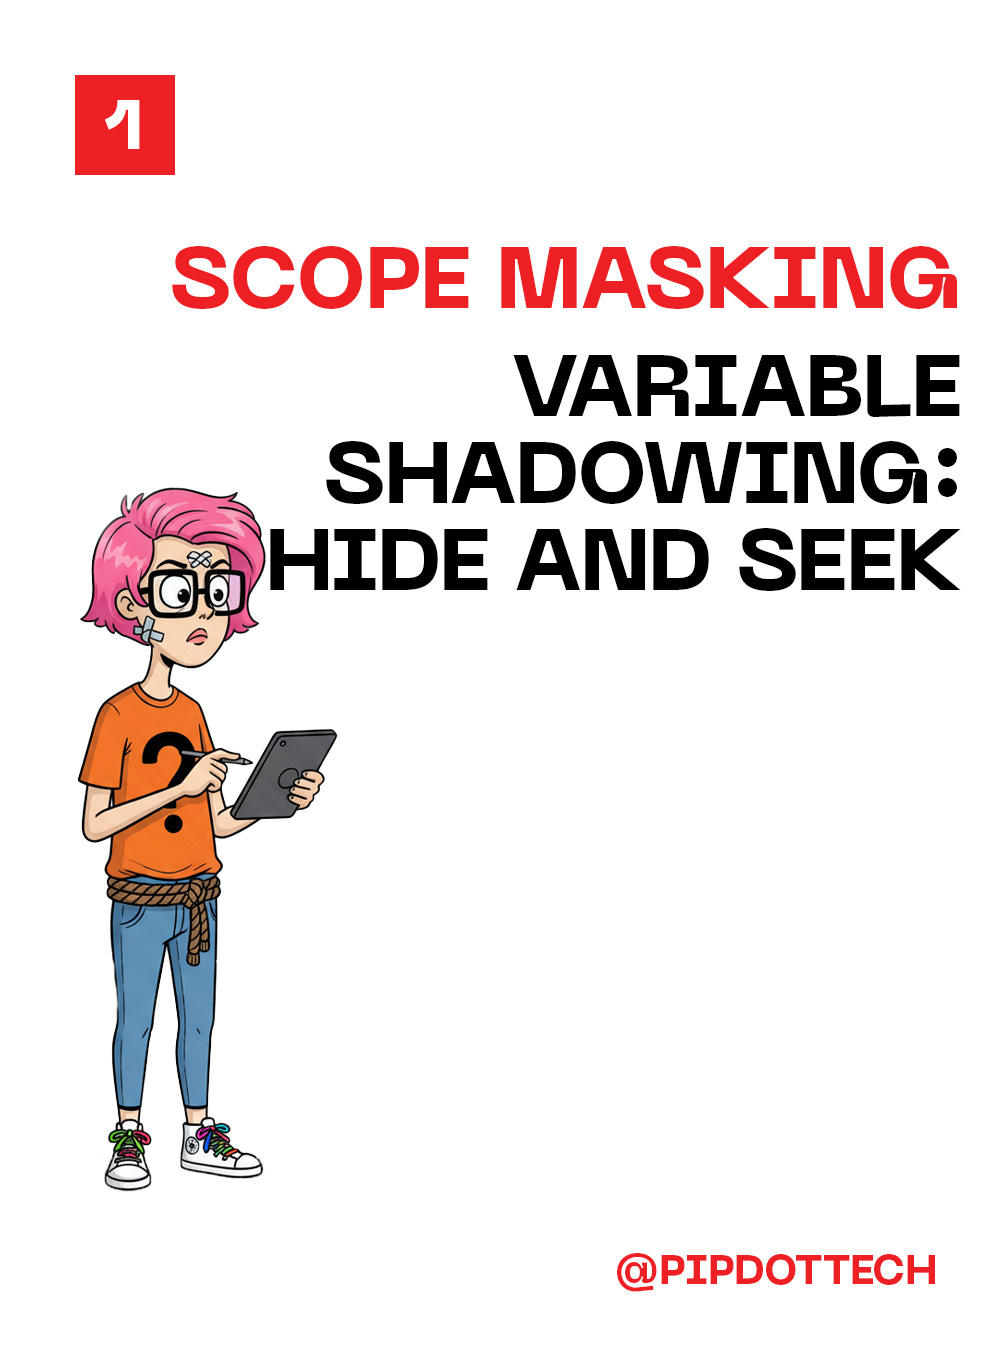 1
SCOPE MASKING
VARIABLE
SHADOWING:
HIDE AND SEEK
?
@PIPDOTTECH